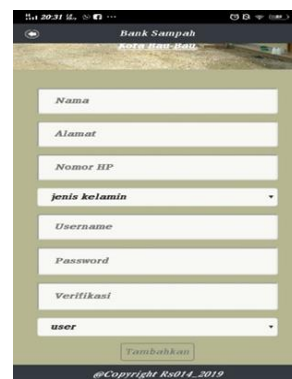 20:31
Bank Sampah
Kota Bau-Bau
Nama
Alamat
Nomor HP
jenis kelamin
Username
Password
Verifikasi
user
Tambahkan
@Copyright Rs014_2019